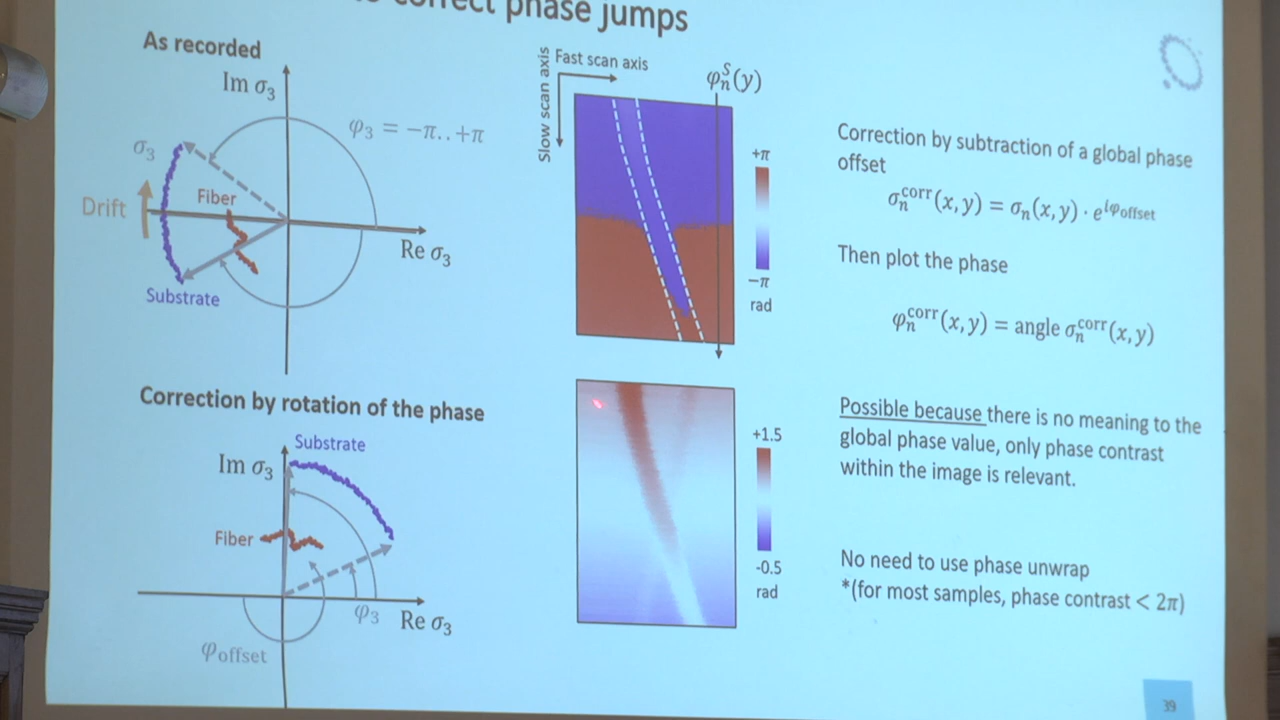 correct phase jumps
As recorded
Im σ₃
φ₃ = −π‥+π
σ₃
Fiber
Drift
Re σ₃
Substrate
Fast scan axis
Slow scan axis
φₙˢ(y)
+π
−π
rad
Correction by subtraction of a global phase
offset
σₙᶜᵒʳʳ(x, y) = σₙ(x, y) · e^{iφoffset}
Then plot the phase
φₙᶜᵒʳʳ(x, y) = angle σₙᶜᵒʳʳ(x, y)
Correction by rotation of the phase
Substrate
Im σ₃
Fiber
φ₃
Re σ₃
φoffset
+1.5
-0.5
rad
Possible because there is no meaning to the
global phase value, only phase contrast
within the image is relevant.
No need to use phase unwrap
*(for most samples, phase contrast < 2π)
39